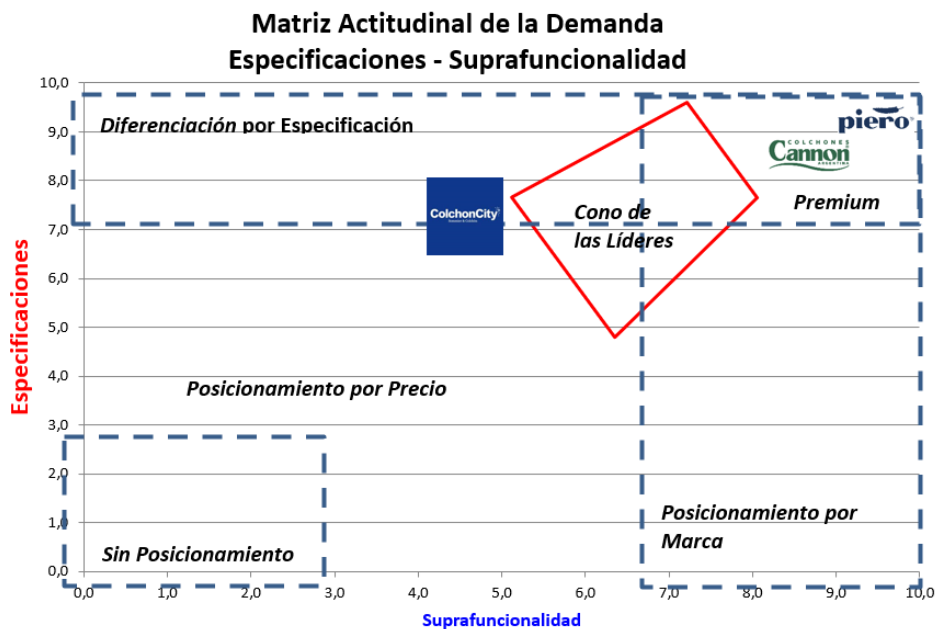 Matriz Actitudinal de la Demanda
Especificaciones - Suprafuncionalidad
10,0
9,0
8,0
7,0
6,0
5,0
4,0
3,0
2,0
1,0
0,0
Especificaciones
Diferenciación por Especificación
piero
COLCHONES
Cannon
ARGENTINA
Premium
ColchonCity
Cono de
las Líderes
Posicionamiento por Precio
Sin Posicionamiento
Posicionamiento por
Marca
0,0 1,0 2,0 3,0 4,0 5,0 6,0 7,0 8,0 9,0 10,0
Suprafuncionalidad